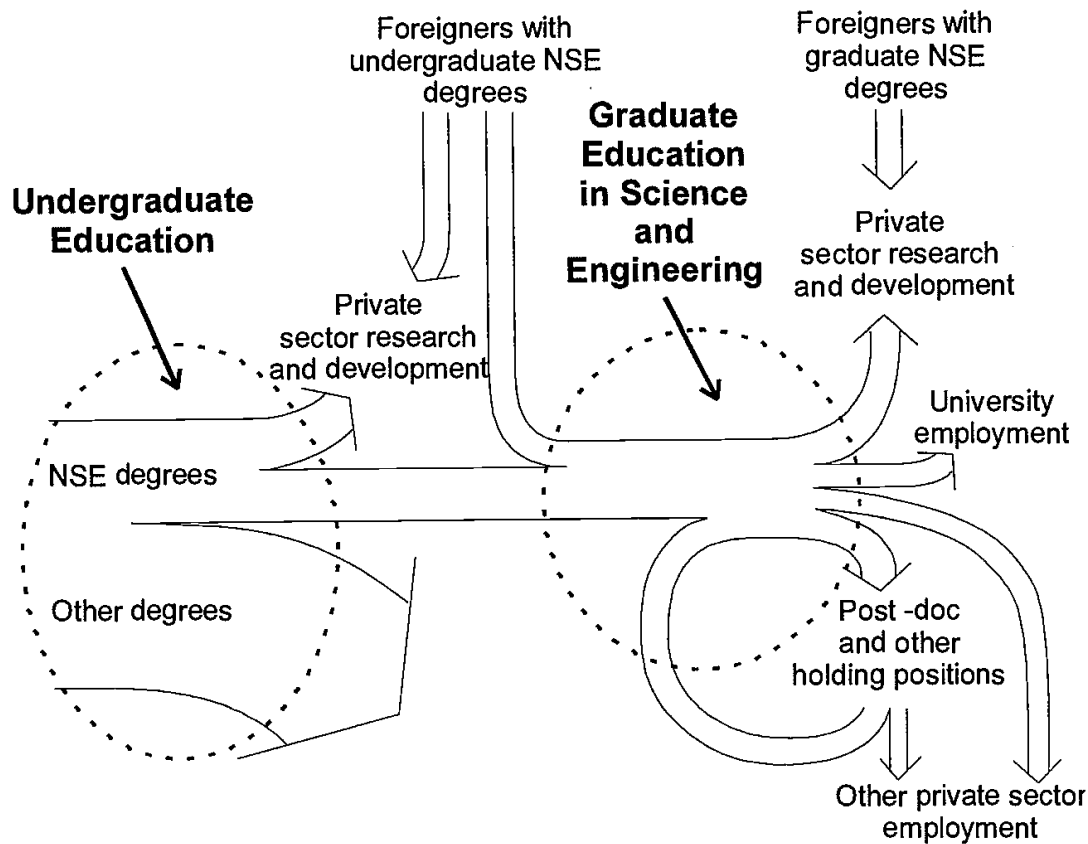 Foreigners with
undergraduate NSE
degrees
Foreigners with
graduate NSE
degrees
Graduate
Education
in Science
and
Engineering
Undergraduate
Education
Private
sector research
and development
Private
sector research
and development
University
employment
NSE degrees
Other degrees
Post -doc
and other
holding positions
Other private sector
employment